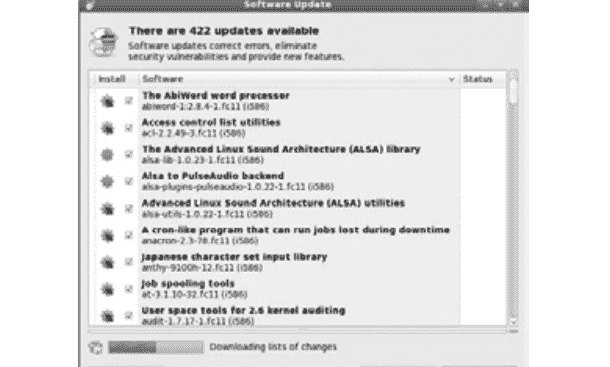 Software Update
There are 422 updates available
Software updates correct errors, eliminate
security vulnerabilities and provide new features.
Install Software Status
The AbiWord word processor
abiword-1:2.8.4-1.fc11 (i586)
Access control list utilities
acl-2.2.49-3.fc11 (i586)
The Advanced Linux Sound Architecture (ALSA) library
alsa-lib-1.0.23-1.fc11 (i586)
Alsa to PulseAudio backend
alsa-plugins-pulseaudio-1.0.22-1.fc11 (i586)
Advanced Linux Sound Architecture (ALSA) utilities
alsa-utils-1.0.22-1.fc11 (i586)
A cron-like program that can run jobs lost during downtime
anacron-2.3-78.fc11 (i586)
Japanese character set input library
anthy-9100h-12.fc11 (i586)
Job spooling tools
at-3.1.10-32.fc11 (i586)
User space tools for 2.6 kernel auditing
audit-1.7.17-1.fc11 (i586)
Downloading lists of changes